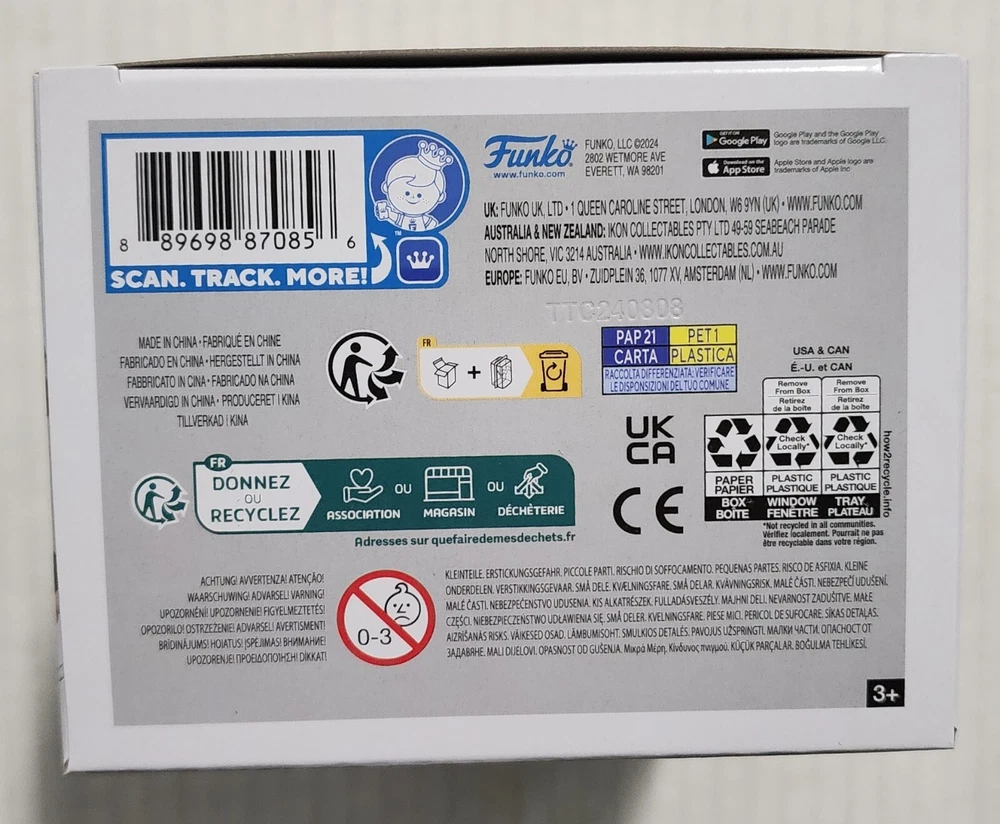 8 89698 87085 6
SCAN. TRACK. MORE!
TM
Funko
www.funko.com
FUNKO, LLC ©2024
2802 WETMORE AVE
EVERETT, WA 98201
GET IT ON
Google Play
Google Play and the Google Play
logo are trademarks of Google LLC.
Download on the
App Store
Apple Store and Apple logo are
trademarks of Apple Inc
UK: FUNKO UK, LTD • 1 QUEEN CAROLINE STREET, LONDON, W6 9YN (UK) • WWW.FUNKO.COM
AUSTRALIA & NEW ZEALAND: IKON COLLECTABLES PTY LTD 49-59 SEABEACH PARADE
NORTH SHORE, VIC 3214 AUSTRALIA • WWW.IKONCOLLECTABLES.COM.AU
EUROPE: FUNKO EU, BV • ZUIDPLEIN 36, 1077 XV, AMSTERDAM (NL) • WWW.FUNKO.COM
TTC240308
MADE IN CHINA • FABRIQUÉ EN CHINE
FABRICADO EN CHINA • HERGESTELLT IN CHINA
FABBRICATO IN CINA • FABRICADO NA CHINA
VERVAARDIGD IN CHINA • PRODUCERET I KINA
TILLVERKAD I KINA
FR
+
PAP 21 PET 1
CARTA PLASTICA
RACCOLTA DIFFERENZIATA: VERIFICARE
LE DISPOSIZIONI DEL TUO COMUNE
USA & CAN
É.-U. et CAN
Remove
From Box
Retirez
de la boîte
Remove
From Box
Retirez
de la boîte
Check
Locally*
Check
Locally*
PAPER
PAPIER
BOX
BOÎTE
PLASTIC
PLASTIQUE
WINDOW
FENÊTRE
PLASTIC
PLASTIQUE
TRAY
PLATEAU
how2recycle.info
*Not recycled in all communities.
Vérifiez localement. Pourrait ne pas
être recyclable dans votre région.
UK
CA
CE
FR
DONNEZ
OU
RECYCLEZ
ASSOCIATION
OU
MAGASIN
OU
DÉCHÈTERIE
Adresses sur quefairedemesdechets.fr
ACHTUNG! AVVERTENZA! ATENÇÃO!
WAARSCHUWING! ADVARSEL! VARNING!
UPOZORNĚNÍ! UPOZORNENIE! FIGYELMEZTETÉS!
OPOZORILO! OSTRZEŻENIE! ADVARSEL! AVERTISMENT!
BRĪDINĀJUMS! HOIATUS! ĮSPĖJIMAS! ВНИМАНИЕ!
UPOZORENJE! ΠΡΟΕΙΔΟΠΟΙΗΣΗ! DİKKAT!
0-3
KLEINTEILE. ERSTICKUNGSGEFAHR. PICCOLE PARTI. RISCHIO DI SOFFOCAMENTO. PEQUENAS PARTES. RISCO DE ASFIXIA. KLEINE
ONDERDELEN. VERSTIKKINGSGEVAAR. SMÅ DELE. KVÆLNINGSFARE. SMÅ DELAR. KVÄVNINGSRISK. MALÉ ČÁSTI. NEBEZPEČÍ UDUŠENÍ.
MALÉ ČASTI. NEBEZPEČENSTVO UDUSENIA. KIS ALKATRÉSZEK. FULLADÁSVESZÉLY. MAJHNI DELI. NEVARNOST ZADUŠITVE. MAŁE
CZĘŚCI. NIEBEZPIECZEŃSTWO UDŁAWIENIA SIĘ. SMÅ DELER. KVELNINGSFARE. PIESE MICI. PERICOL DE SUFOCARE. SĪKAS DETAĻAS.
AIZRĪŠANĀS RISKS. VÄIKESED OSAD. LÄMBUMISOHT. SMULKIOS DETALĖS. PAVOJUS UŽSPRINGTI. МАЛКИ ЧАСТИ. ОПАСНОСТ ОТ
ЗАДАВЯНЕ. MALI DIJELOVI. OPASNOST OD GUŠENJA. Μικρά Μέρη. Κίνδυνος πνιγμού. KÜÇÜK PARÇALAR. BOĞULMA TEHLİKESİ.
3+